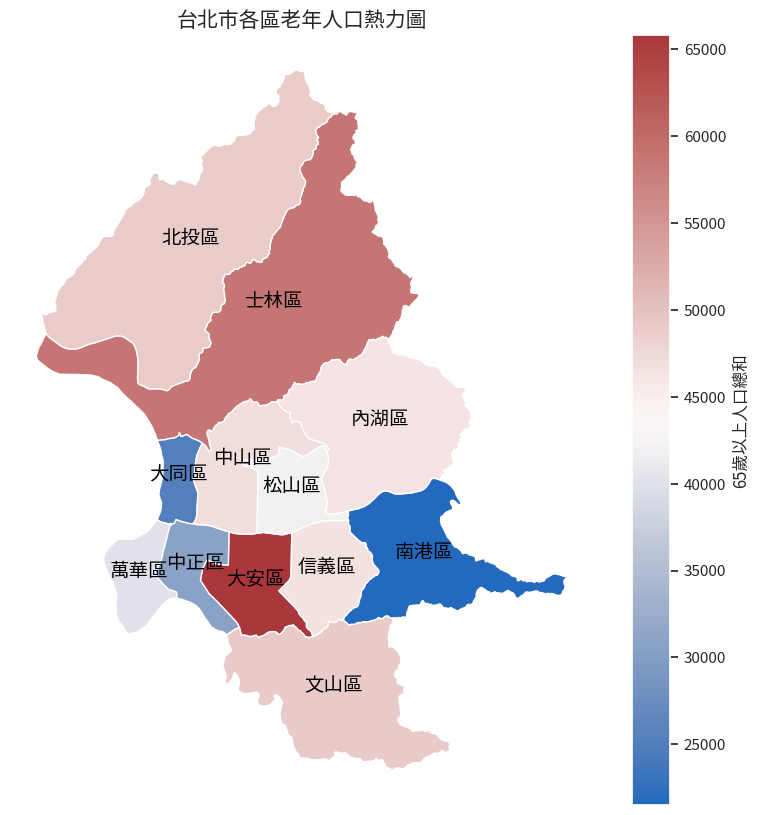 台北市各區老年人口熱力圖
北投區
士林區
內湖區
中山區
大同區
松山區
南港區
中正區
萬華區
信義區
大安區
文山區
65000
60000
55000
50000
45000
40000
35000
30000
25000
65歲以上人口總和